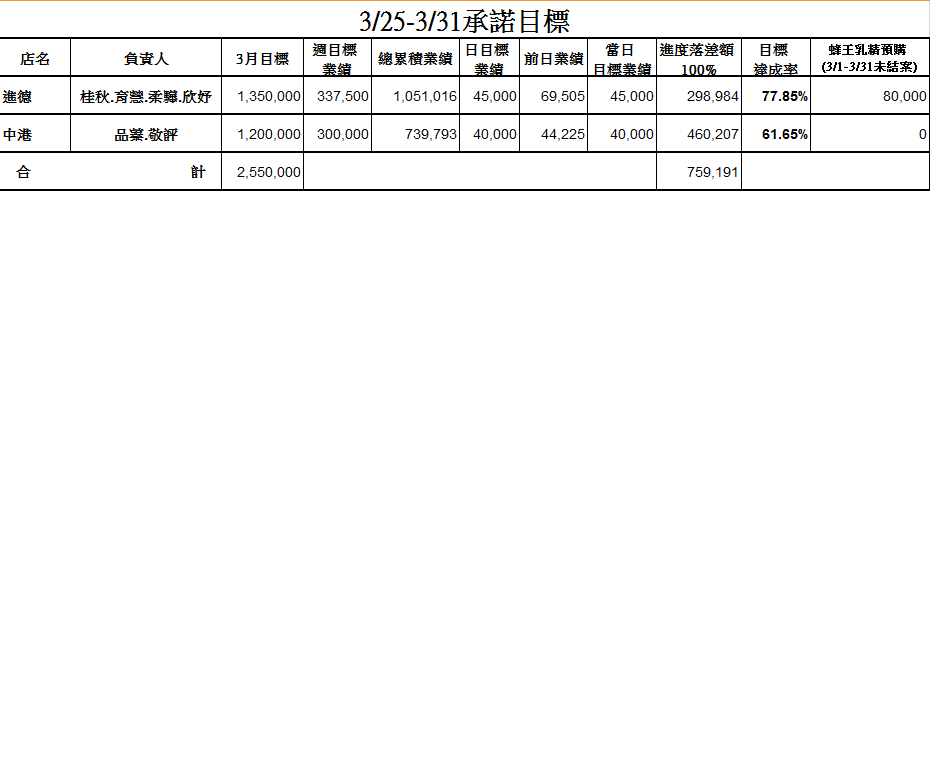 3/25-3/31承諾目標
店名 負責人 3月目標 週目標業績 總累積業績 日目標業績 前日業績 當日目標業績 進度落差額100% 目標達成率 蜂王乳精預購(3/1-3/31未結案)
進德 桂秋.育慧.柔驊.欣妤 1,350,000 337,500 1,051,016 45,000 69,505 45,000 298,984 77.85% 80,000
中港 品蓁.敬評 1,200,000 300,000 739,793 40,000 44,225 40,000 460,207 61.65% 0
合 計 2,550,000 759,191